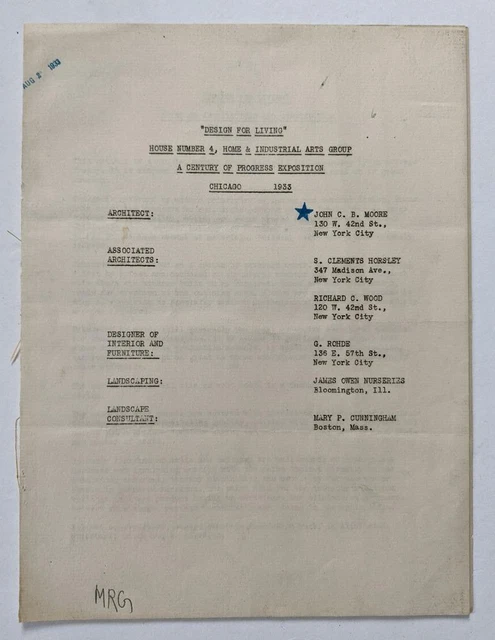 AUG 2 1933
"DESIGN FOR LIVING"
HOUSE NUMBER 4, HOME & INDUSTRIAL ARTS GROUP
A CENTURY OF PROGRESS EXPOSITION
CHICAGO 1933
ARCHITECT: JOHN C. B. MOORE
130 W. 42nd St.,
New York City
ASSOCIATED
ARCHITECTS: S. CLEMENTS HORSLEY
347 Madison Ave.,
New York City
RICHARD C. WOOD
120 W. 42nd St.,
New York City
DESIGNER OF
INTERIOR AND
FURNITURE: G. ROHDE
136 E. 57th St.,
New York City
LANDSCAPING: JAMES OWEN NURSERIES
Bloomington, Ill.
LANDSCAPE
CONSULTANT: MARY P. CUNNINGHAM
Boston, Mass.
MRG